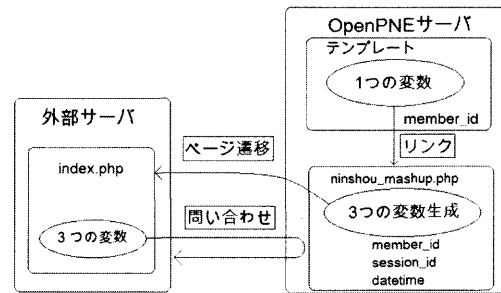 OpenPNEサーバ
テンプレート
1つの変数
member_id
リンク
ninshou_mashup.php
3つの変数生成
member_id
session_id
datetime
外部サーバ
index.php
3つの変数
ページ遷移
問い合わせ